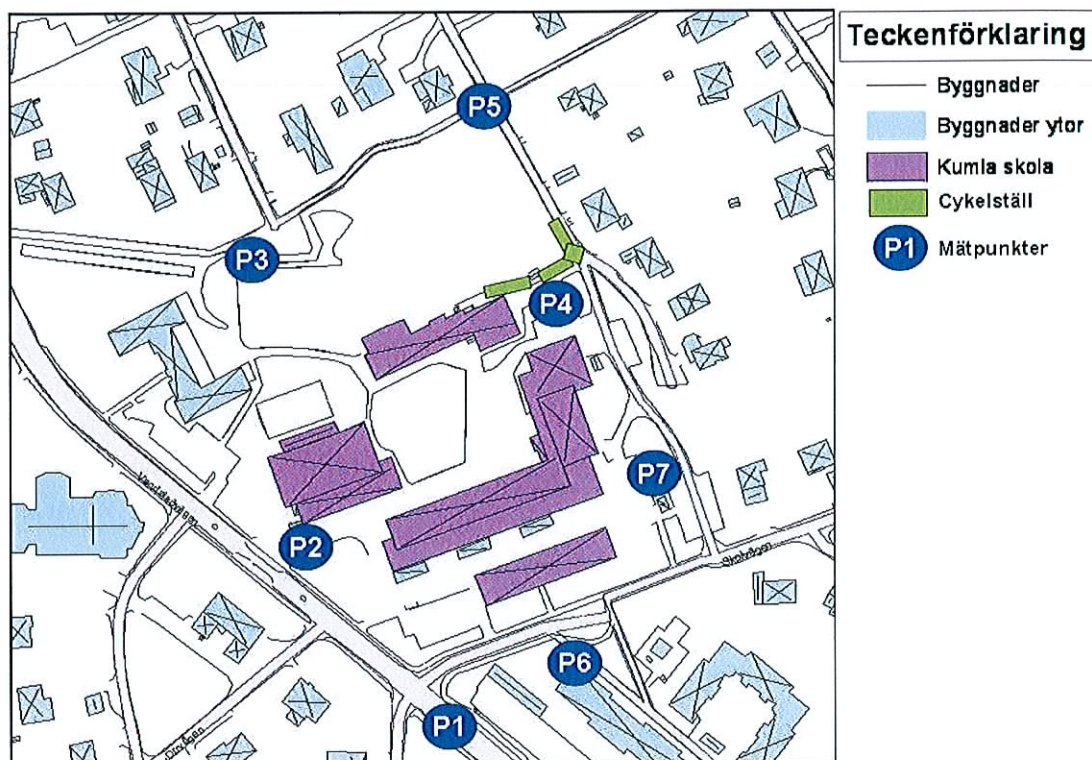 Teckenförklaring
Byggnader
Byggnader ytor
Kumla skola
Cykelställ
P1 Mätpunkter
P5
P3
P4
P7
P2
Skolvägen
P6
P1